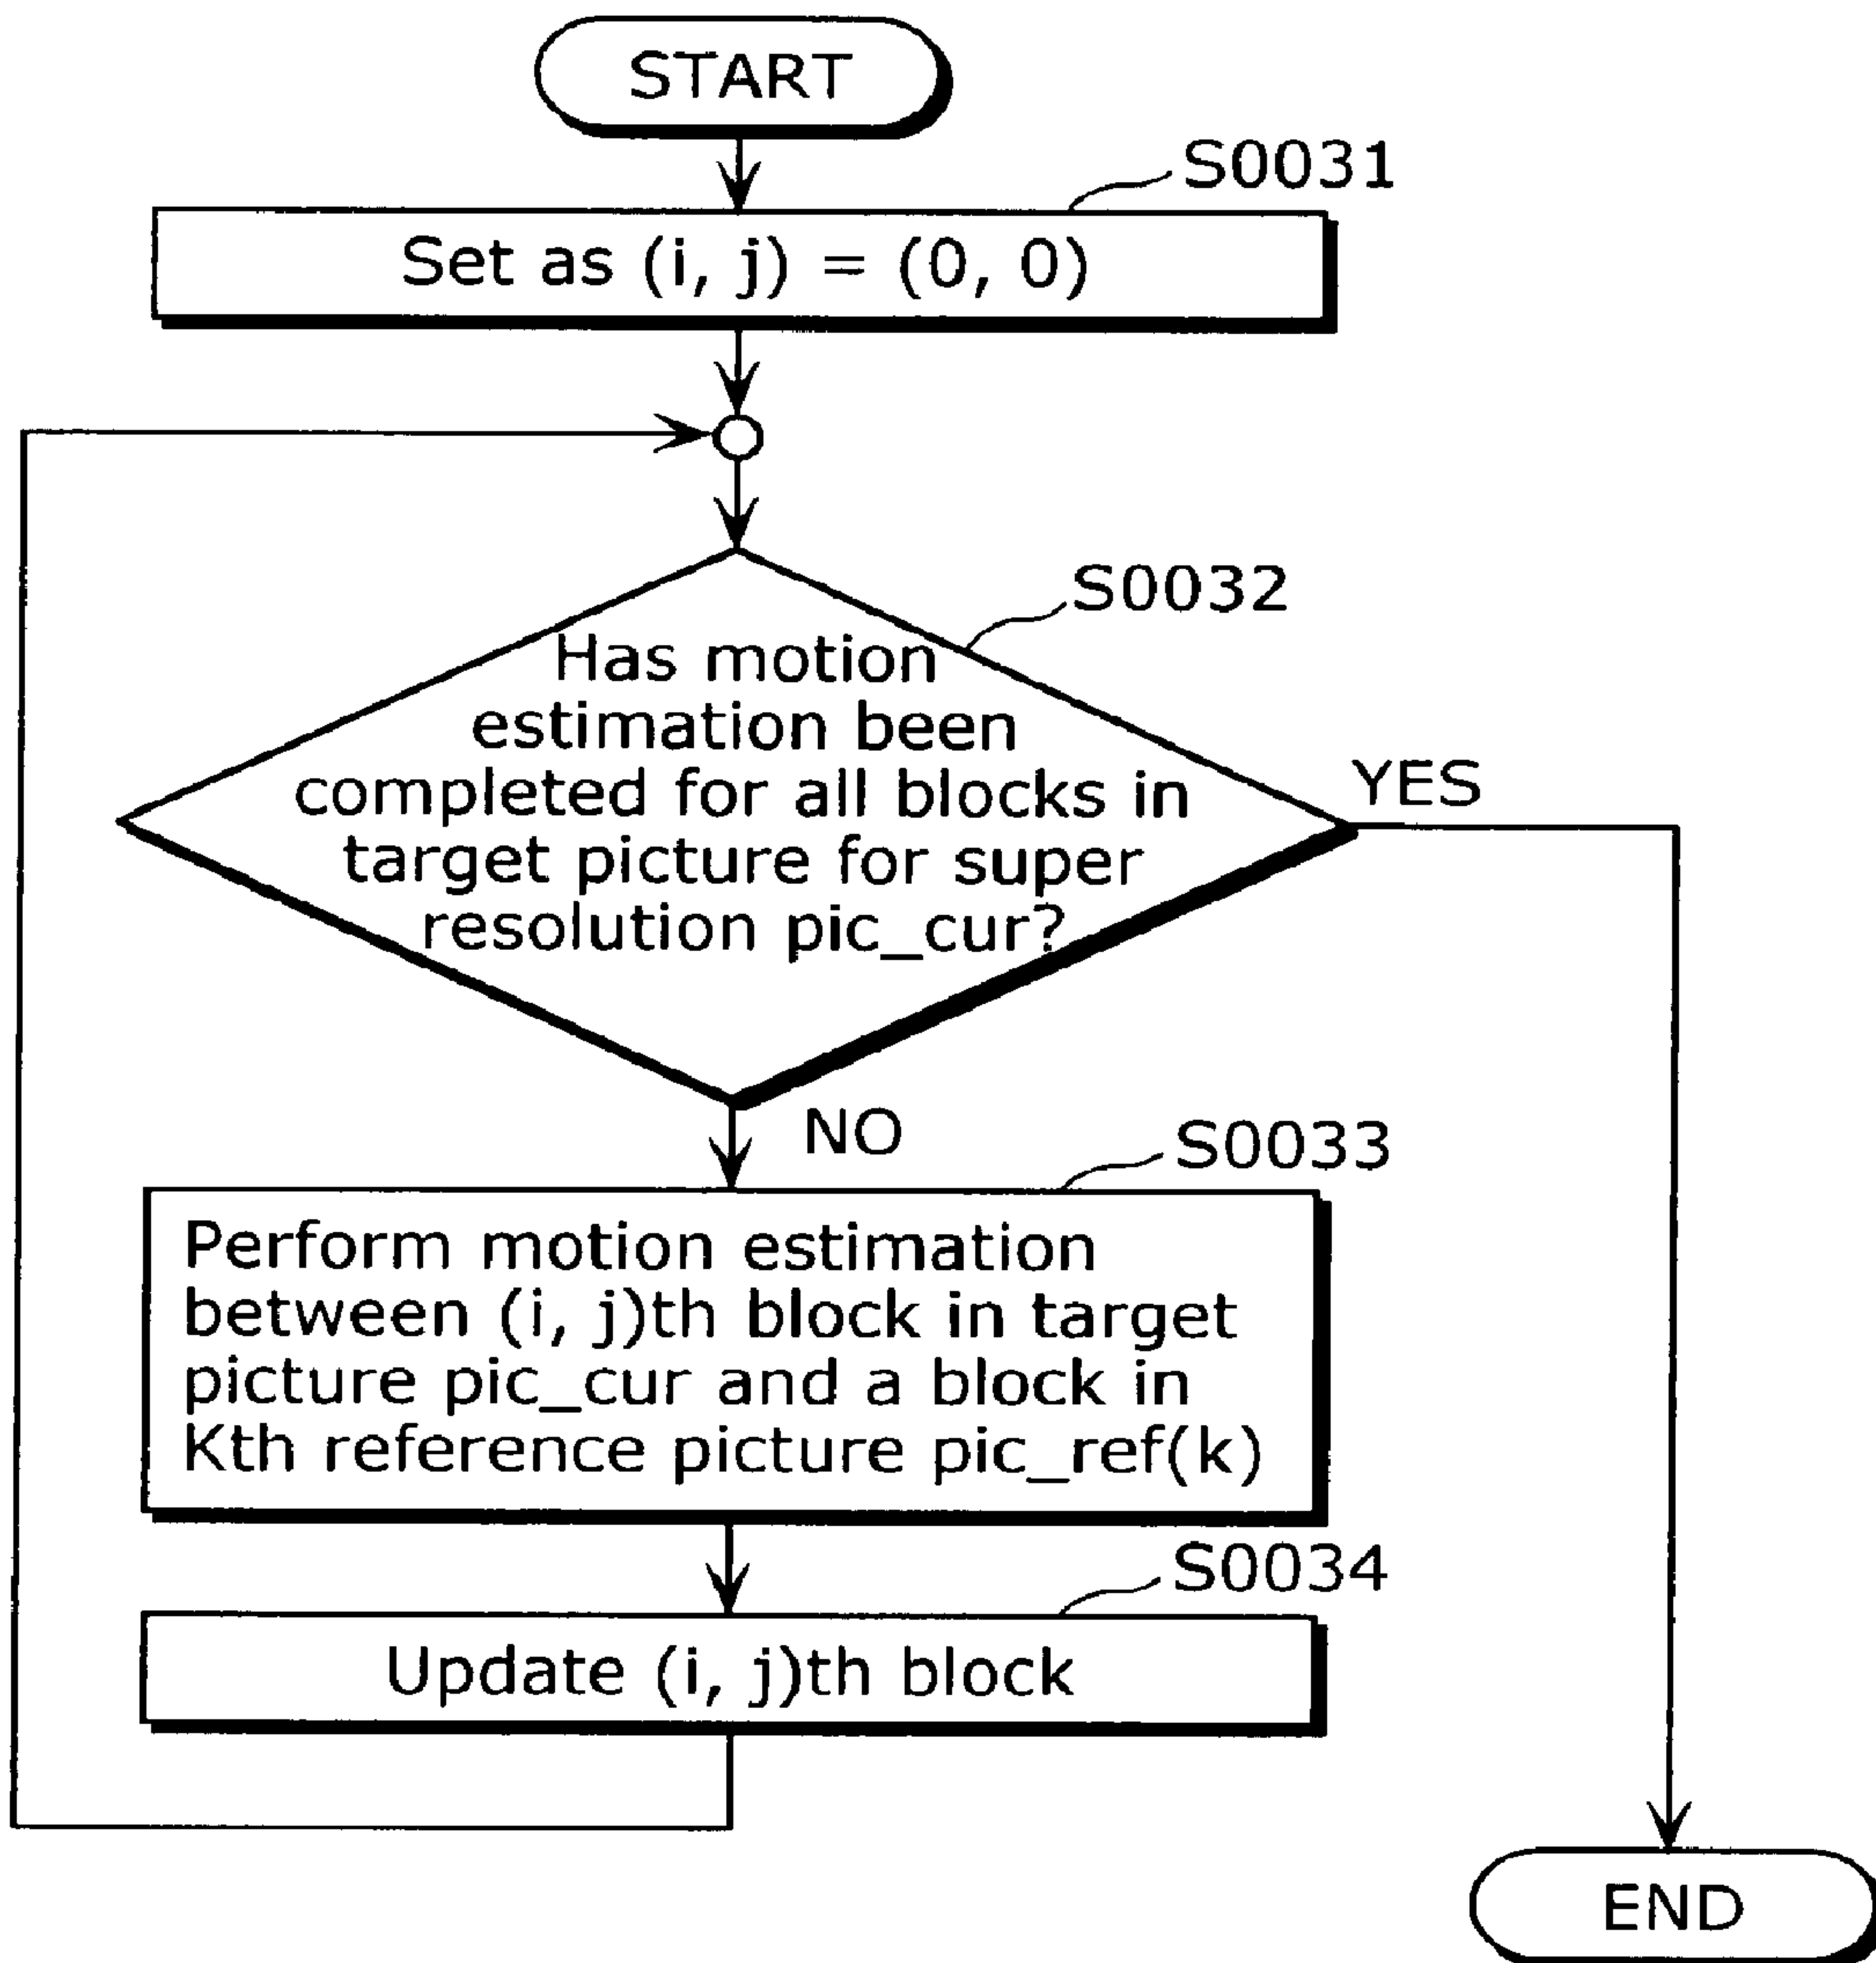 START
S0031
Set as (i, j) = (0, 0)
S0032
Has motion
estimation been
completed for all blocks in
target picture for super
resolution pic_cur?
YES
NO
S0033
Perform motion estimation
between (i, j)th block in target
picture pic_cur and a block in
Kth reference picture pic_ref(k)
S0034
Update (i, j)th block
END